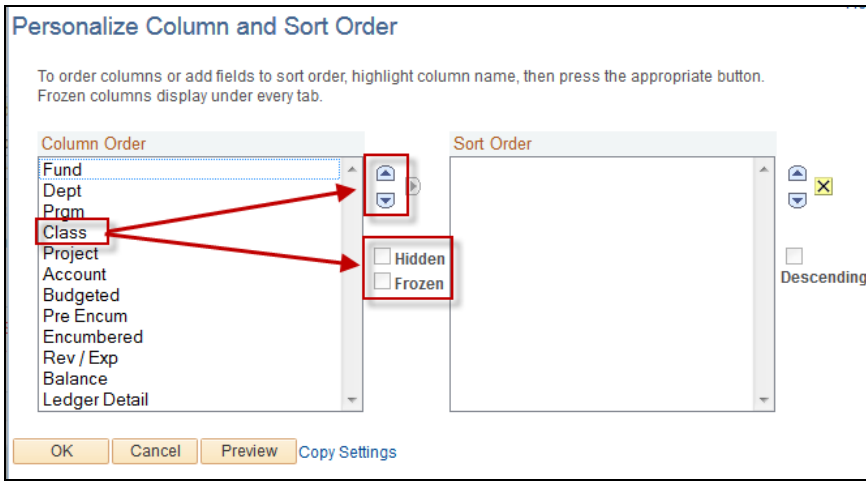 Personalize Column and Sort Order
To order columns or add fields to sort order, highlight column name, then press the appropriate button.
Frozen columns display under every tab.
Column Order
Sort Order
Fund
Dept
Prgm
Class
Project
Account
Budgeted
Pre Encum
Encumbered
Rev / Exp
Balance
Ledger Detail
Hidden
Frozen
Descending
OK
Cancel
Preview
Copy Settings